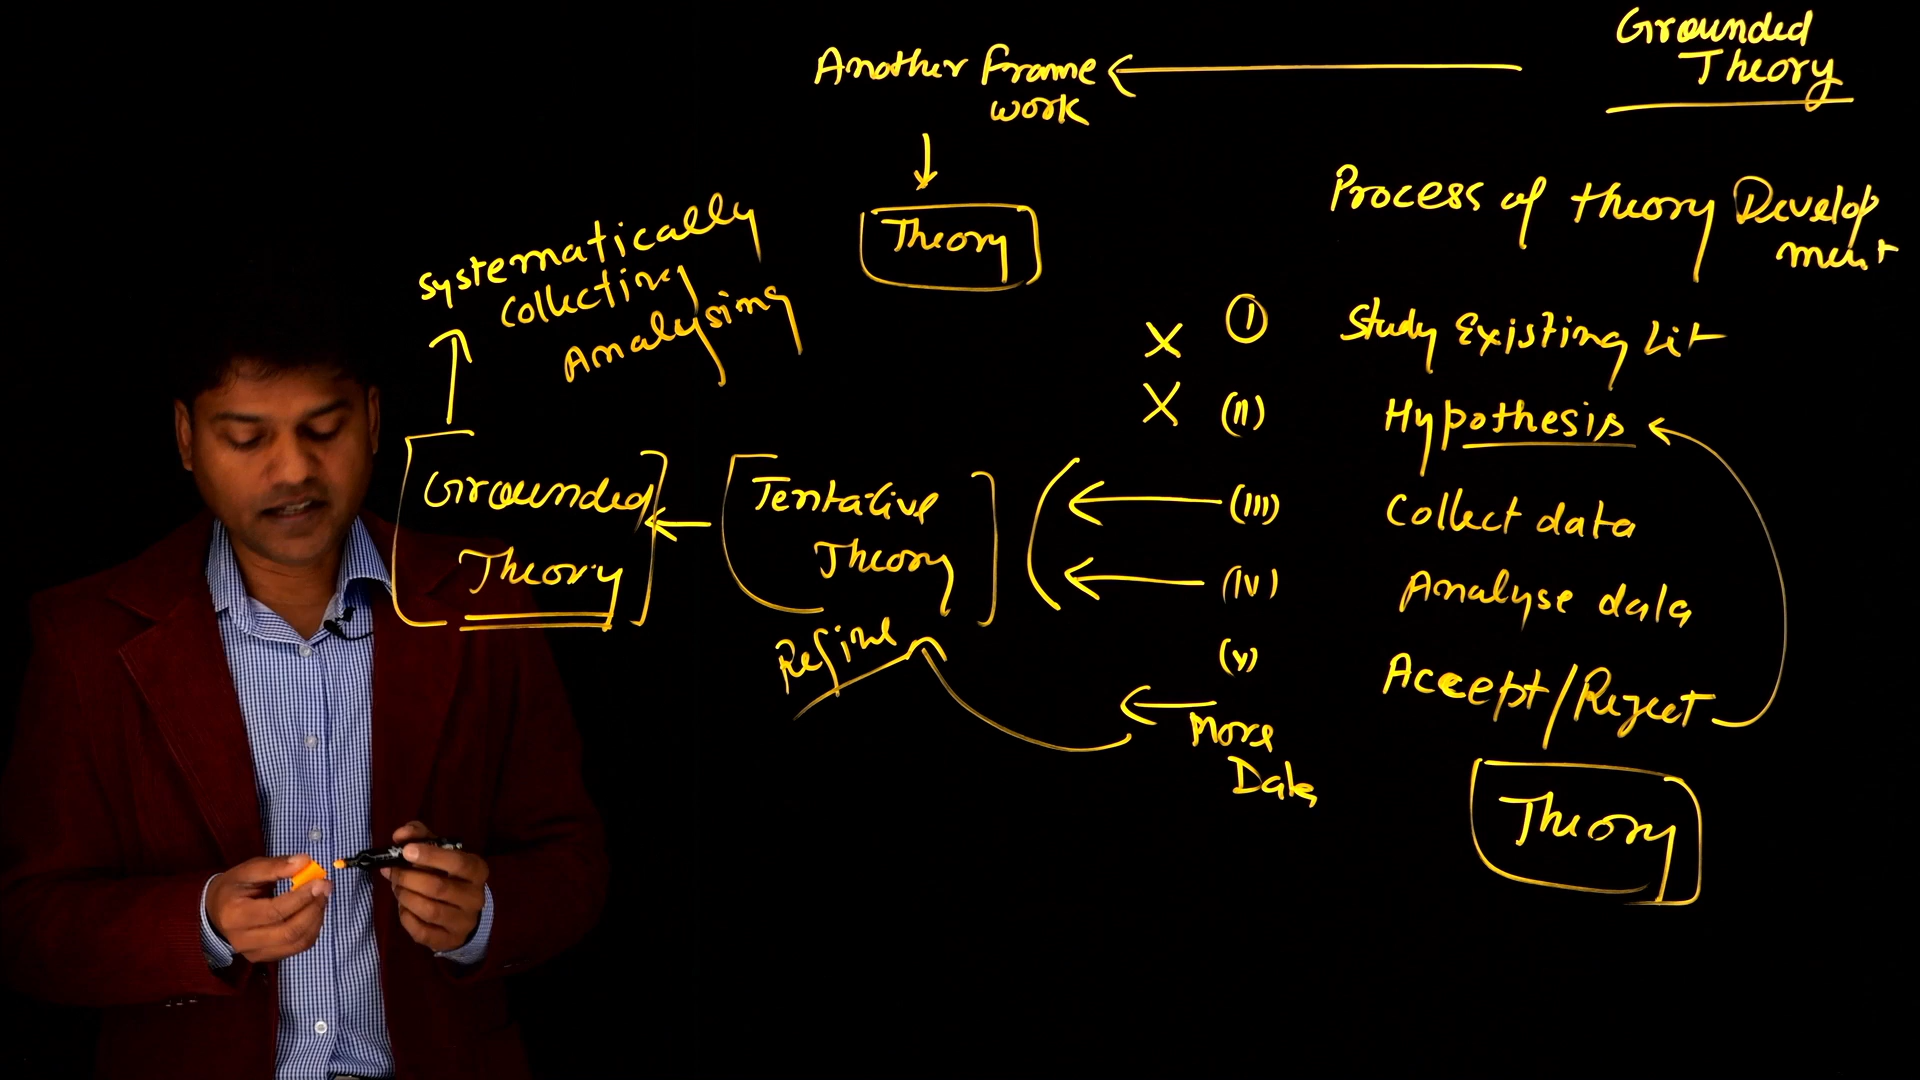 Grounded
Theory
Another Frame
work
Theory
Process of theory Develop
ment
Systematically
Collecting
Analysing
X (I) Study Existing Lit
X (II) Hypothesis
(III) Collect data
(IV) Analyse data
(V) Accept/Reject
Theory
Tentative
Theory
Refine
More
Data
Grounded
Theory